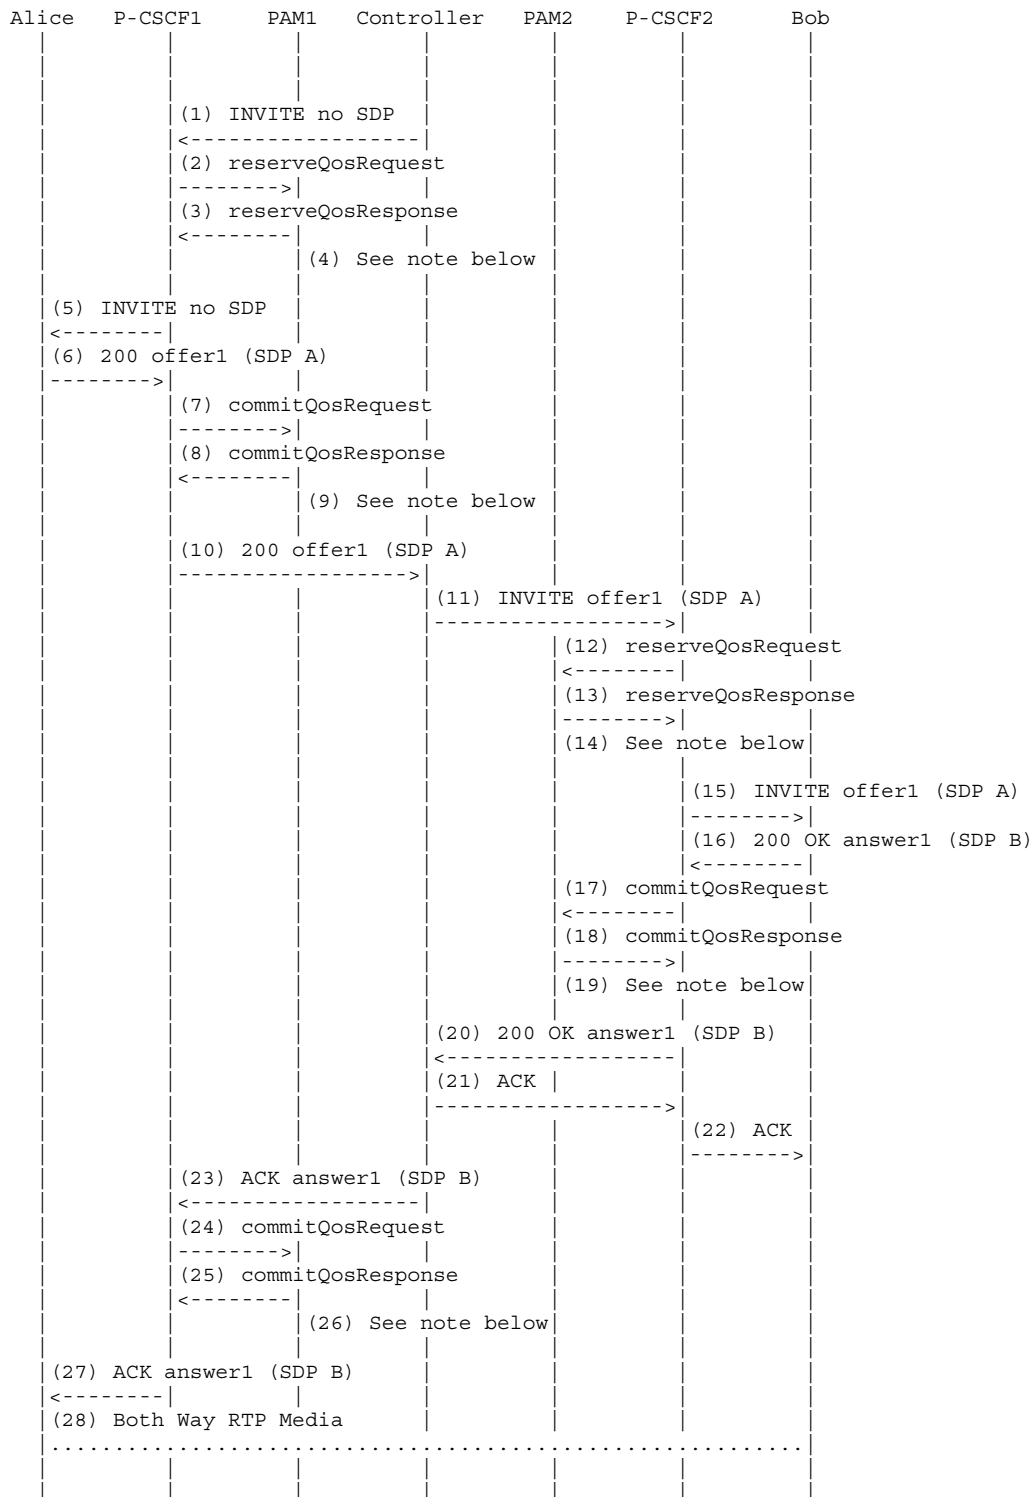 Alice P-CSCF1 PAM1 Controller PAM2 P-CSCF2 Bob
(1) INVITE no SDP
(2) reserveQosRequest
(3) reserveQosResponse
(4) See note below
(5) INVITE no SDP
(6) 200 offer1 (SDP A)
(7) commitQosRequest
(8) commitQosResponse
(9) See note below
(10) 200 offer1 (SDP A)
(11) INVITE offer1 (SDP A)
(12) reserveQosRequest
(13) reserveQosResponse
(14) See note below
(15) INVITE offer1 (SDP A)
(16) 200 OK answer1 (SDP B)
(17) commitQosRequest
(18) commitQosResponse
(19) See note below
(20) 200 OK answer1 (SDP B)
(21) ACK
(22) ACK
(23) ACK answer1 (SDP B)
(24) commitQosRequest
(25) commitQosResponse
(26) See note below
(27) ACK answer1 (SDP B)
(28) Both Way RTP Media